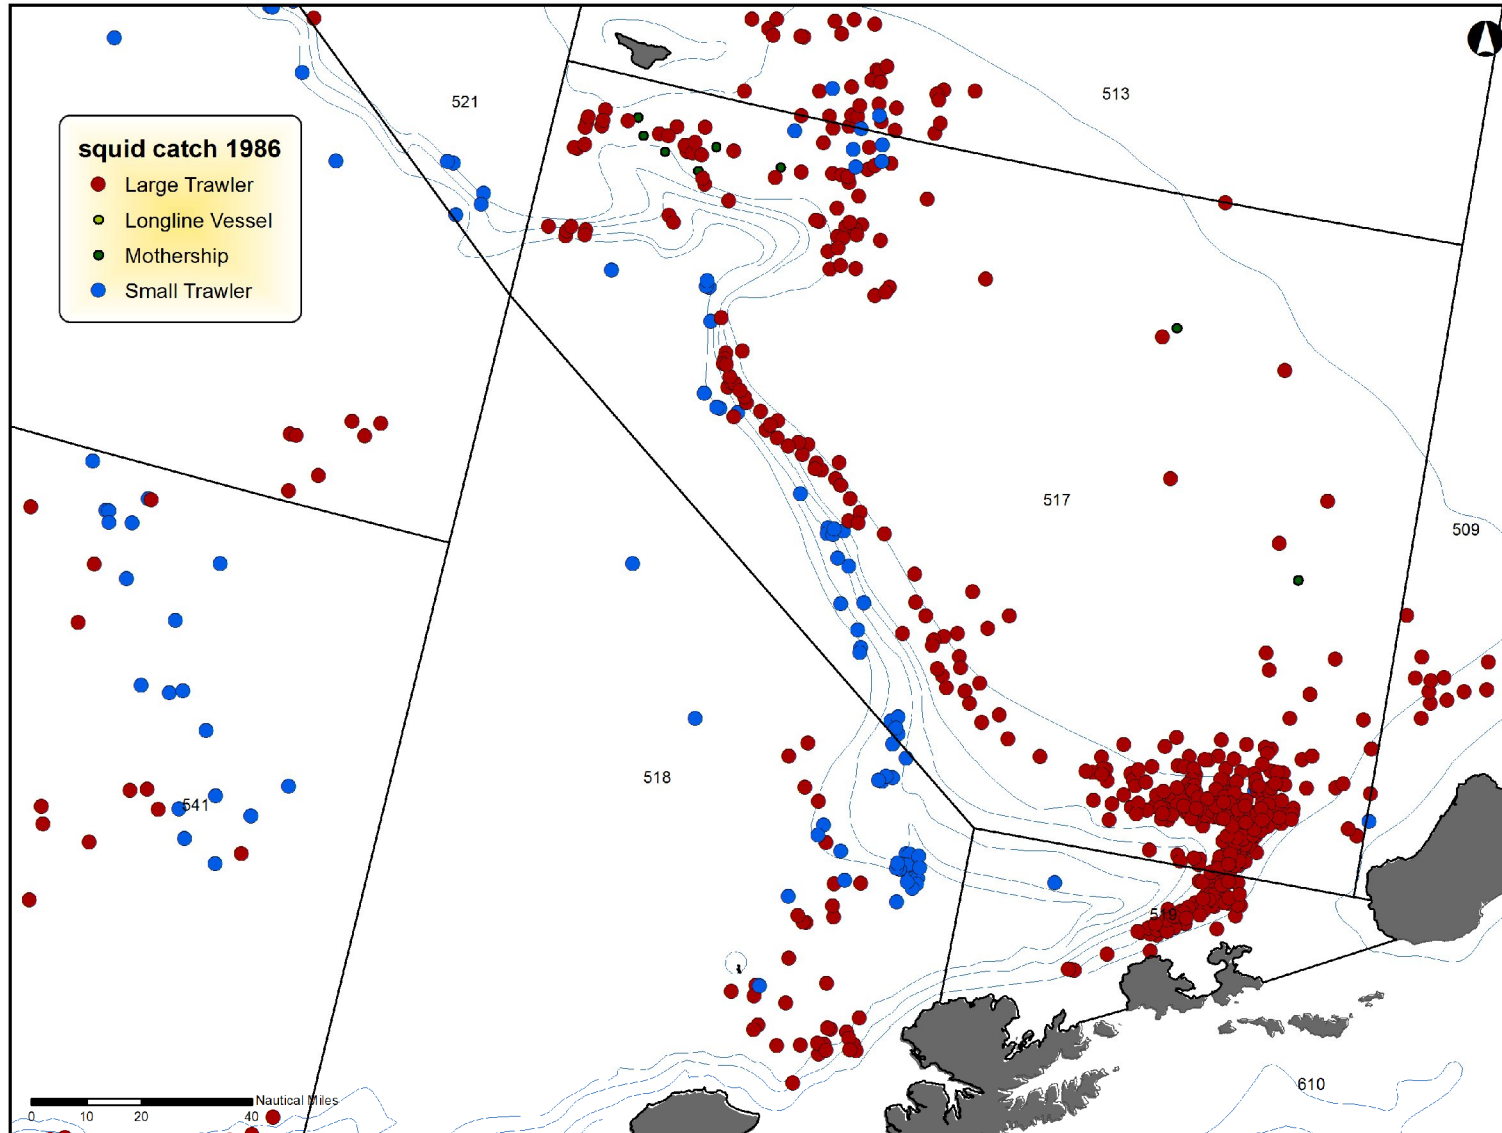 513
521
squid catch 1986
Large Trawler
Longline Vessel
Mothership
Small Trawler
517
509
518
541
519
610
Nautical Miles
0 10 20 40